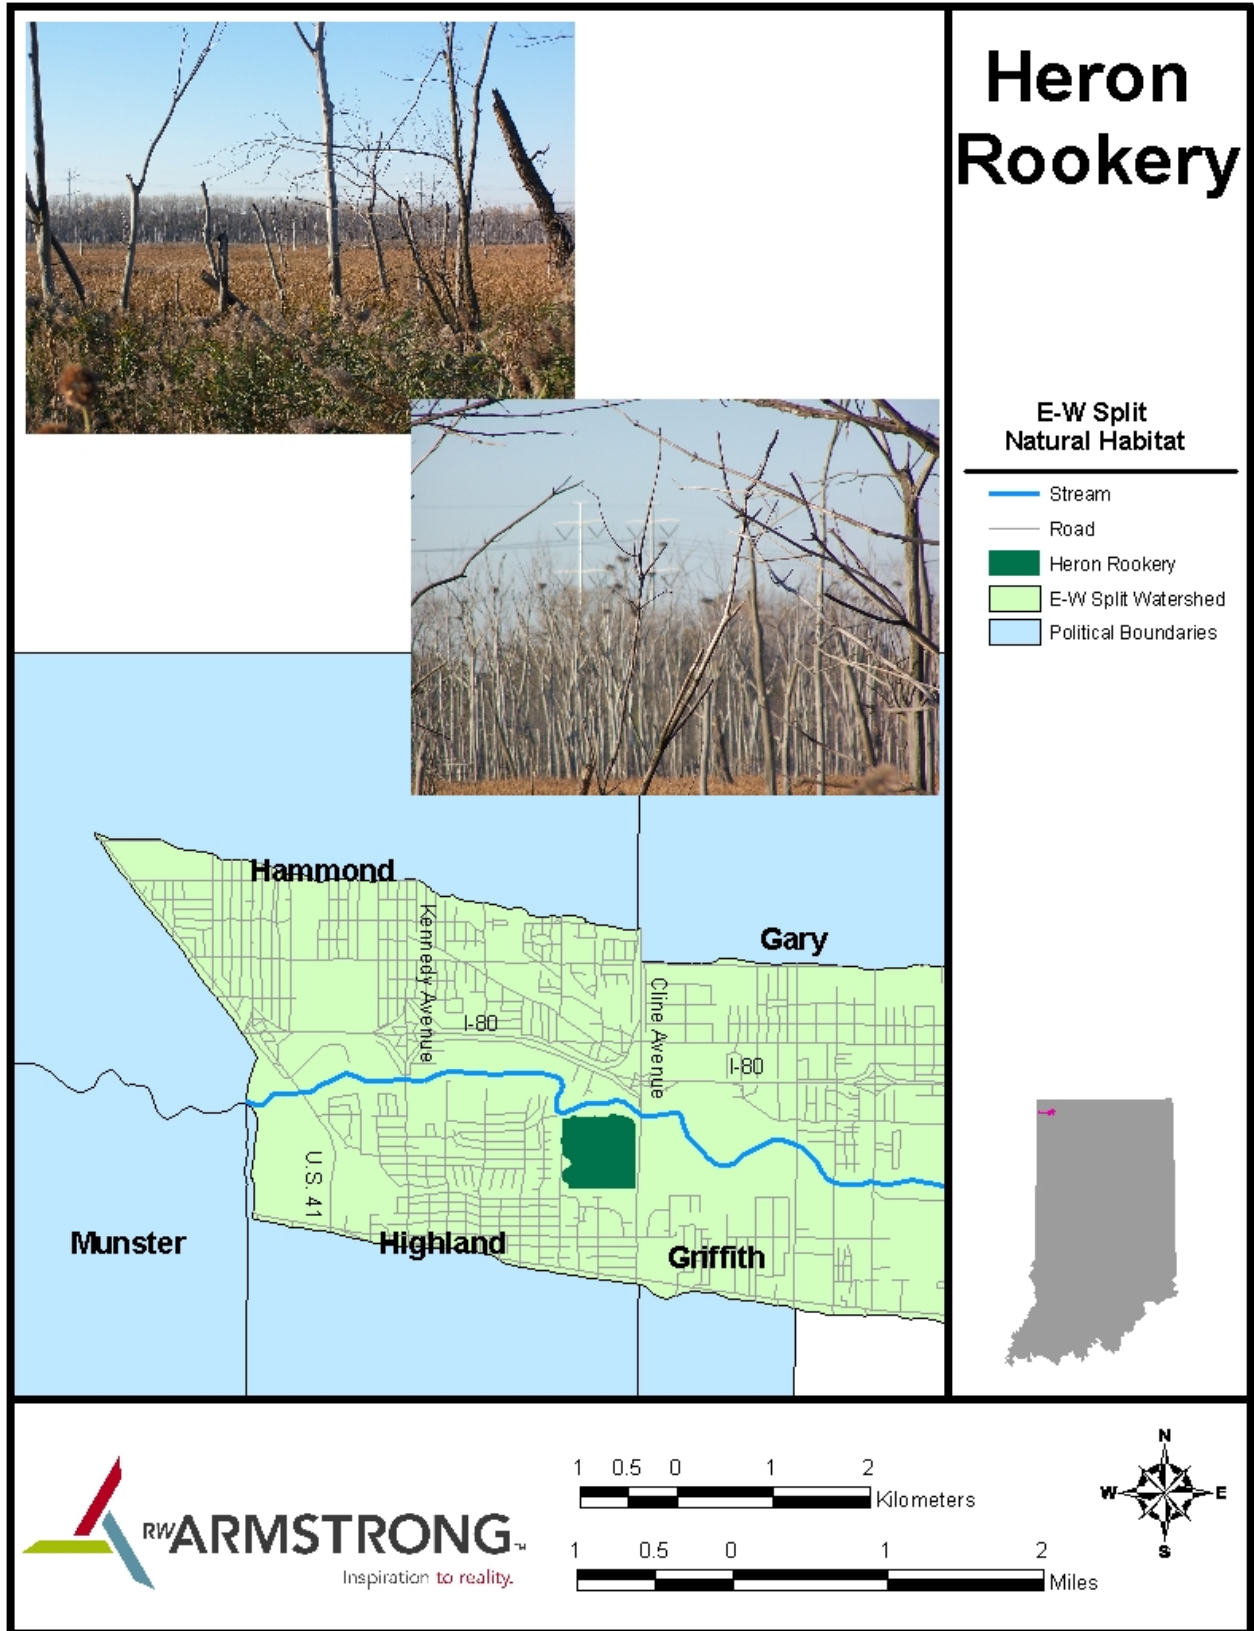 Heron
Rookery
E-W Split
Natural Habitat
Stream
Road
Heron Rookery
E-W Split Watershed
Political Boundaries
Hammond
Gary
Kennedy Avenue
Cline Avenue
I-80
I-80
U.S. 41
Munster
Highland
Griffith
RWARMSTRONG™
Inspiration to reality.
1 0.5 0 1 2
Kilometers
1 0.5 0 1 2
Miles
N
W E
S